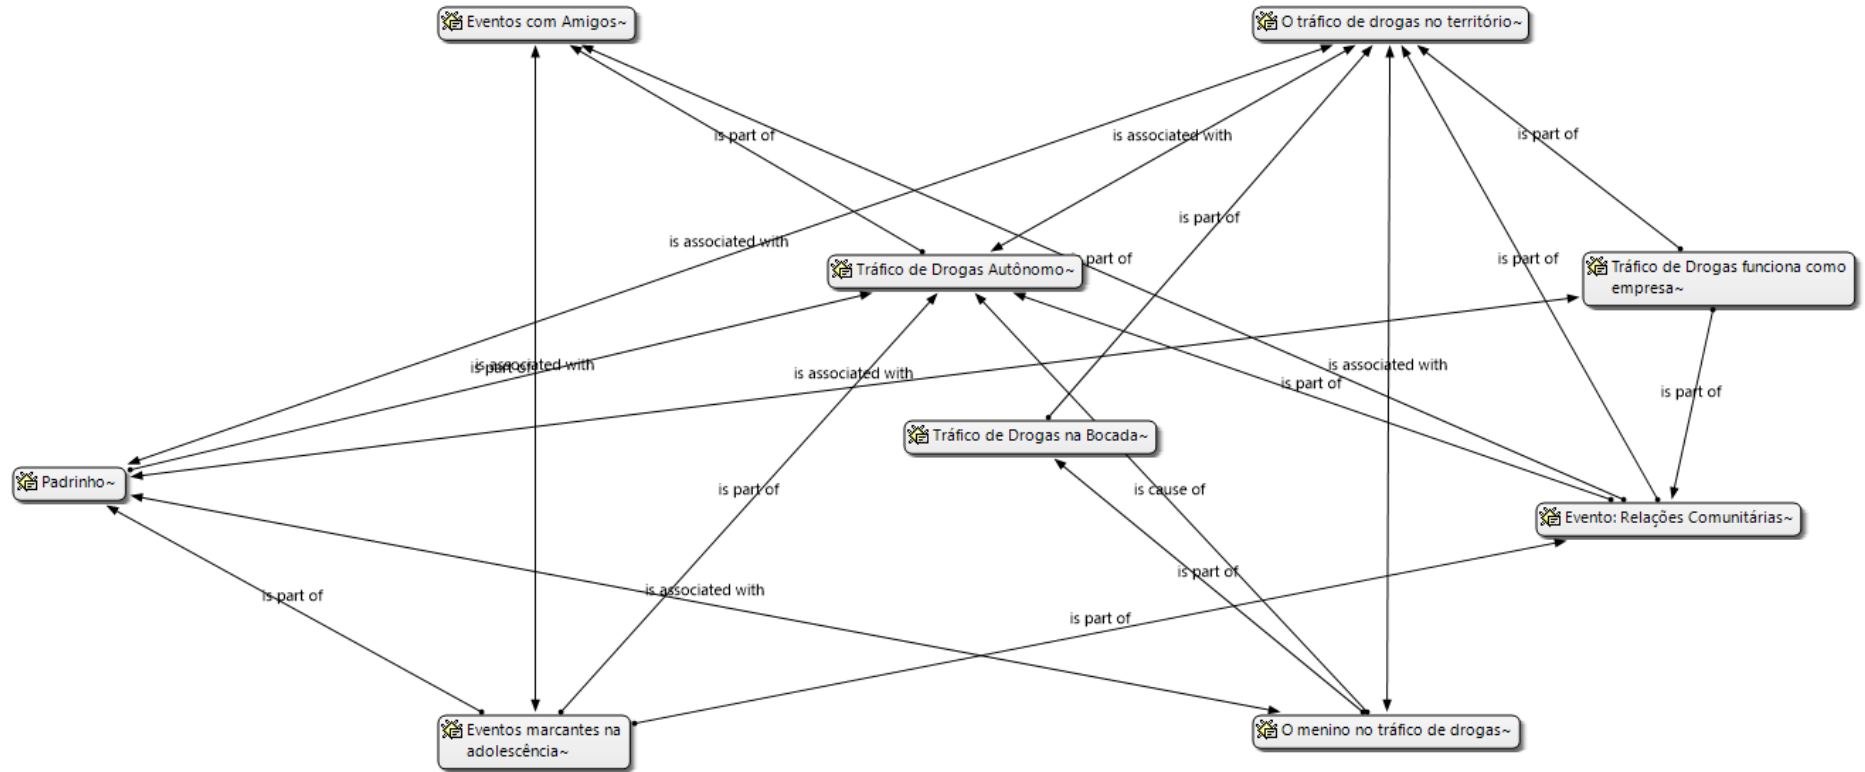 Eventos com Amigos~
O tráfico de drogas no território~
is part of
is associated with
is part of
is part of
is associated with
is part of
is part of
Tráfico de Drogas Autônomo~
Tráfico de Drogas funciona como
empresa~
is associated with
is part of
is associated with
is associated with
is part of
is part of
Tráfico de Drogas na Bocada~
Padrinho~
is part of
is cause of
Evento: Relações Comunitárias~
is part of
is associated with
is part of
is part of
Eventos marcantes na
adolescência~
O menino no tráfico de drogas~